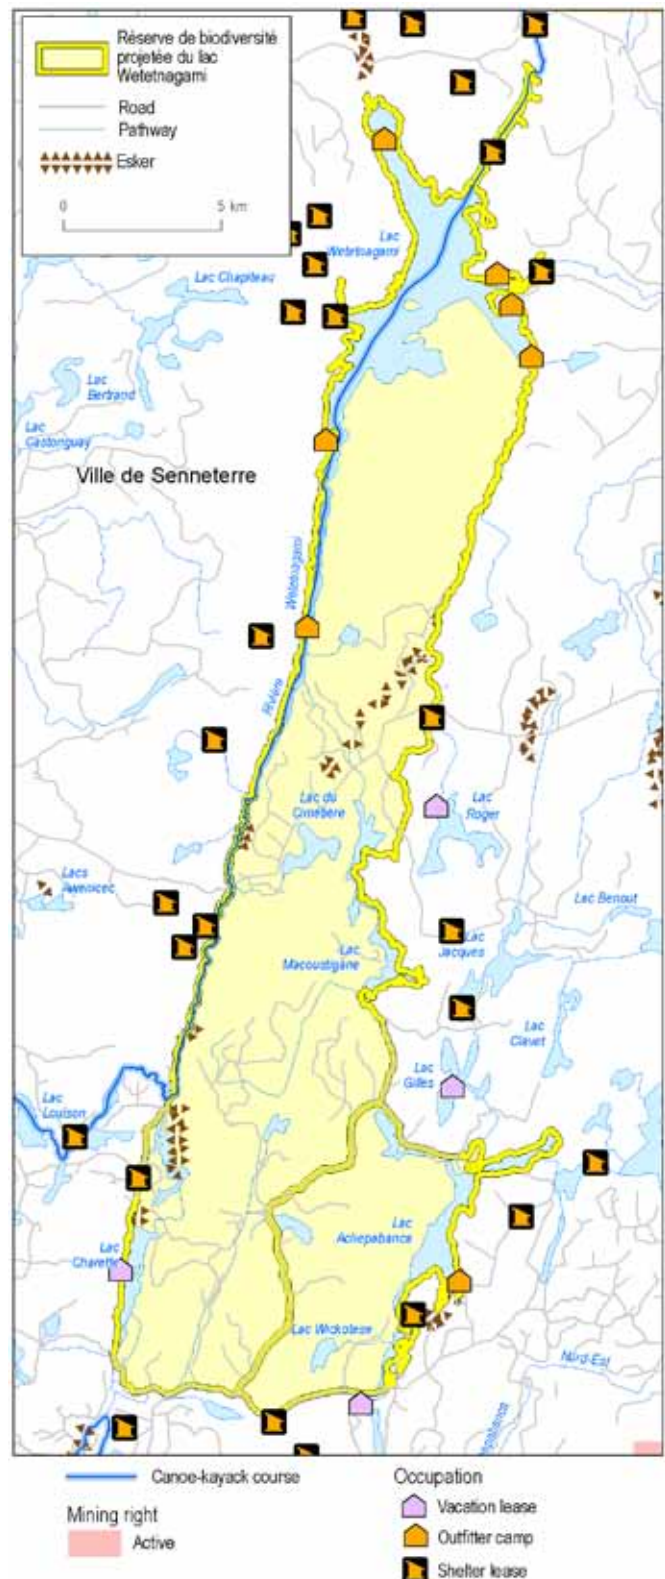 Réserve de biodiversité
projetée du lac
Wetetnagami
Road
Pathway
Esker
0 5 km
Lac
Wetetnagami
Lac Chapiteau
Lac
Bertrand
Lac
Castonguay
Ville de Senneterre
Wetetnagami
Rivière
Lac du
Cimetière
Lac
Roger
Lacs
Awenicec
Lac Benout
Lac
Jacques
Lac
Macoustigane
Lac
Clavet
Lac
Gilles
Lac
Louison
Lac
Achepabanca
Lac
Charette
Lac Wickotese
Nord-Est
Canoe-kayack course
Mining right
Active
Occupation
Vacation lease
Outfitter camp
Shelter lease